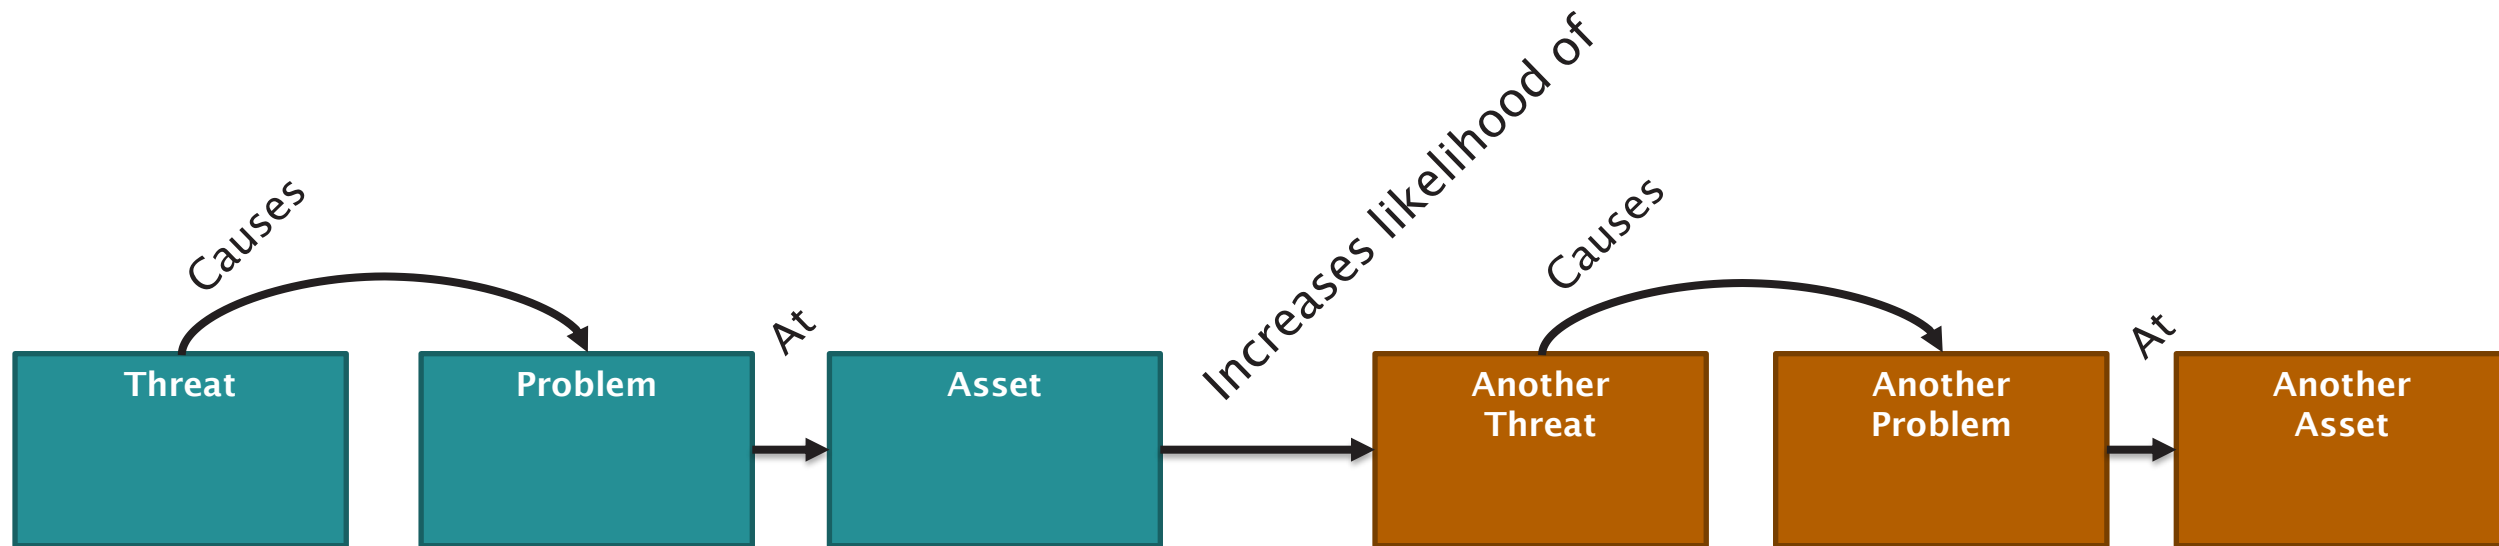 Causes
At
Increases likelihood of
Causes
At
Threat
Problem
Asset
Another
Threat
Another
Problem
Another
Asset